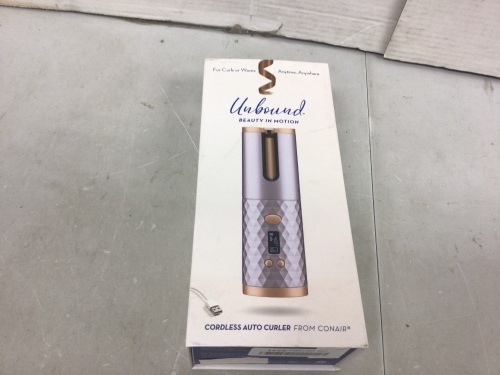 For Curls or Waves Anytime, Anywhere
Unbound
BEAUTY IN MOTION
CORDLESS AUTO CURLER FROM CONAIR®